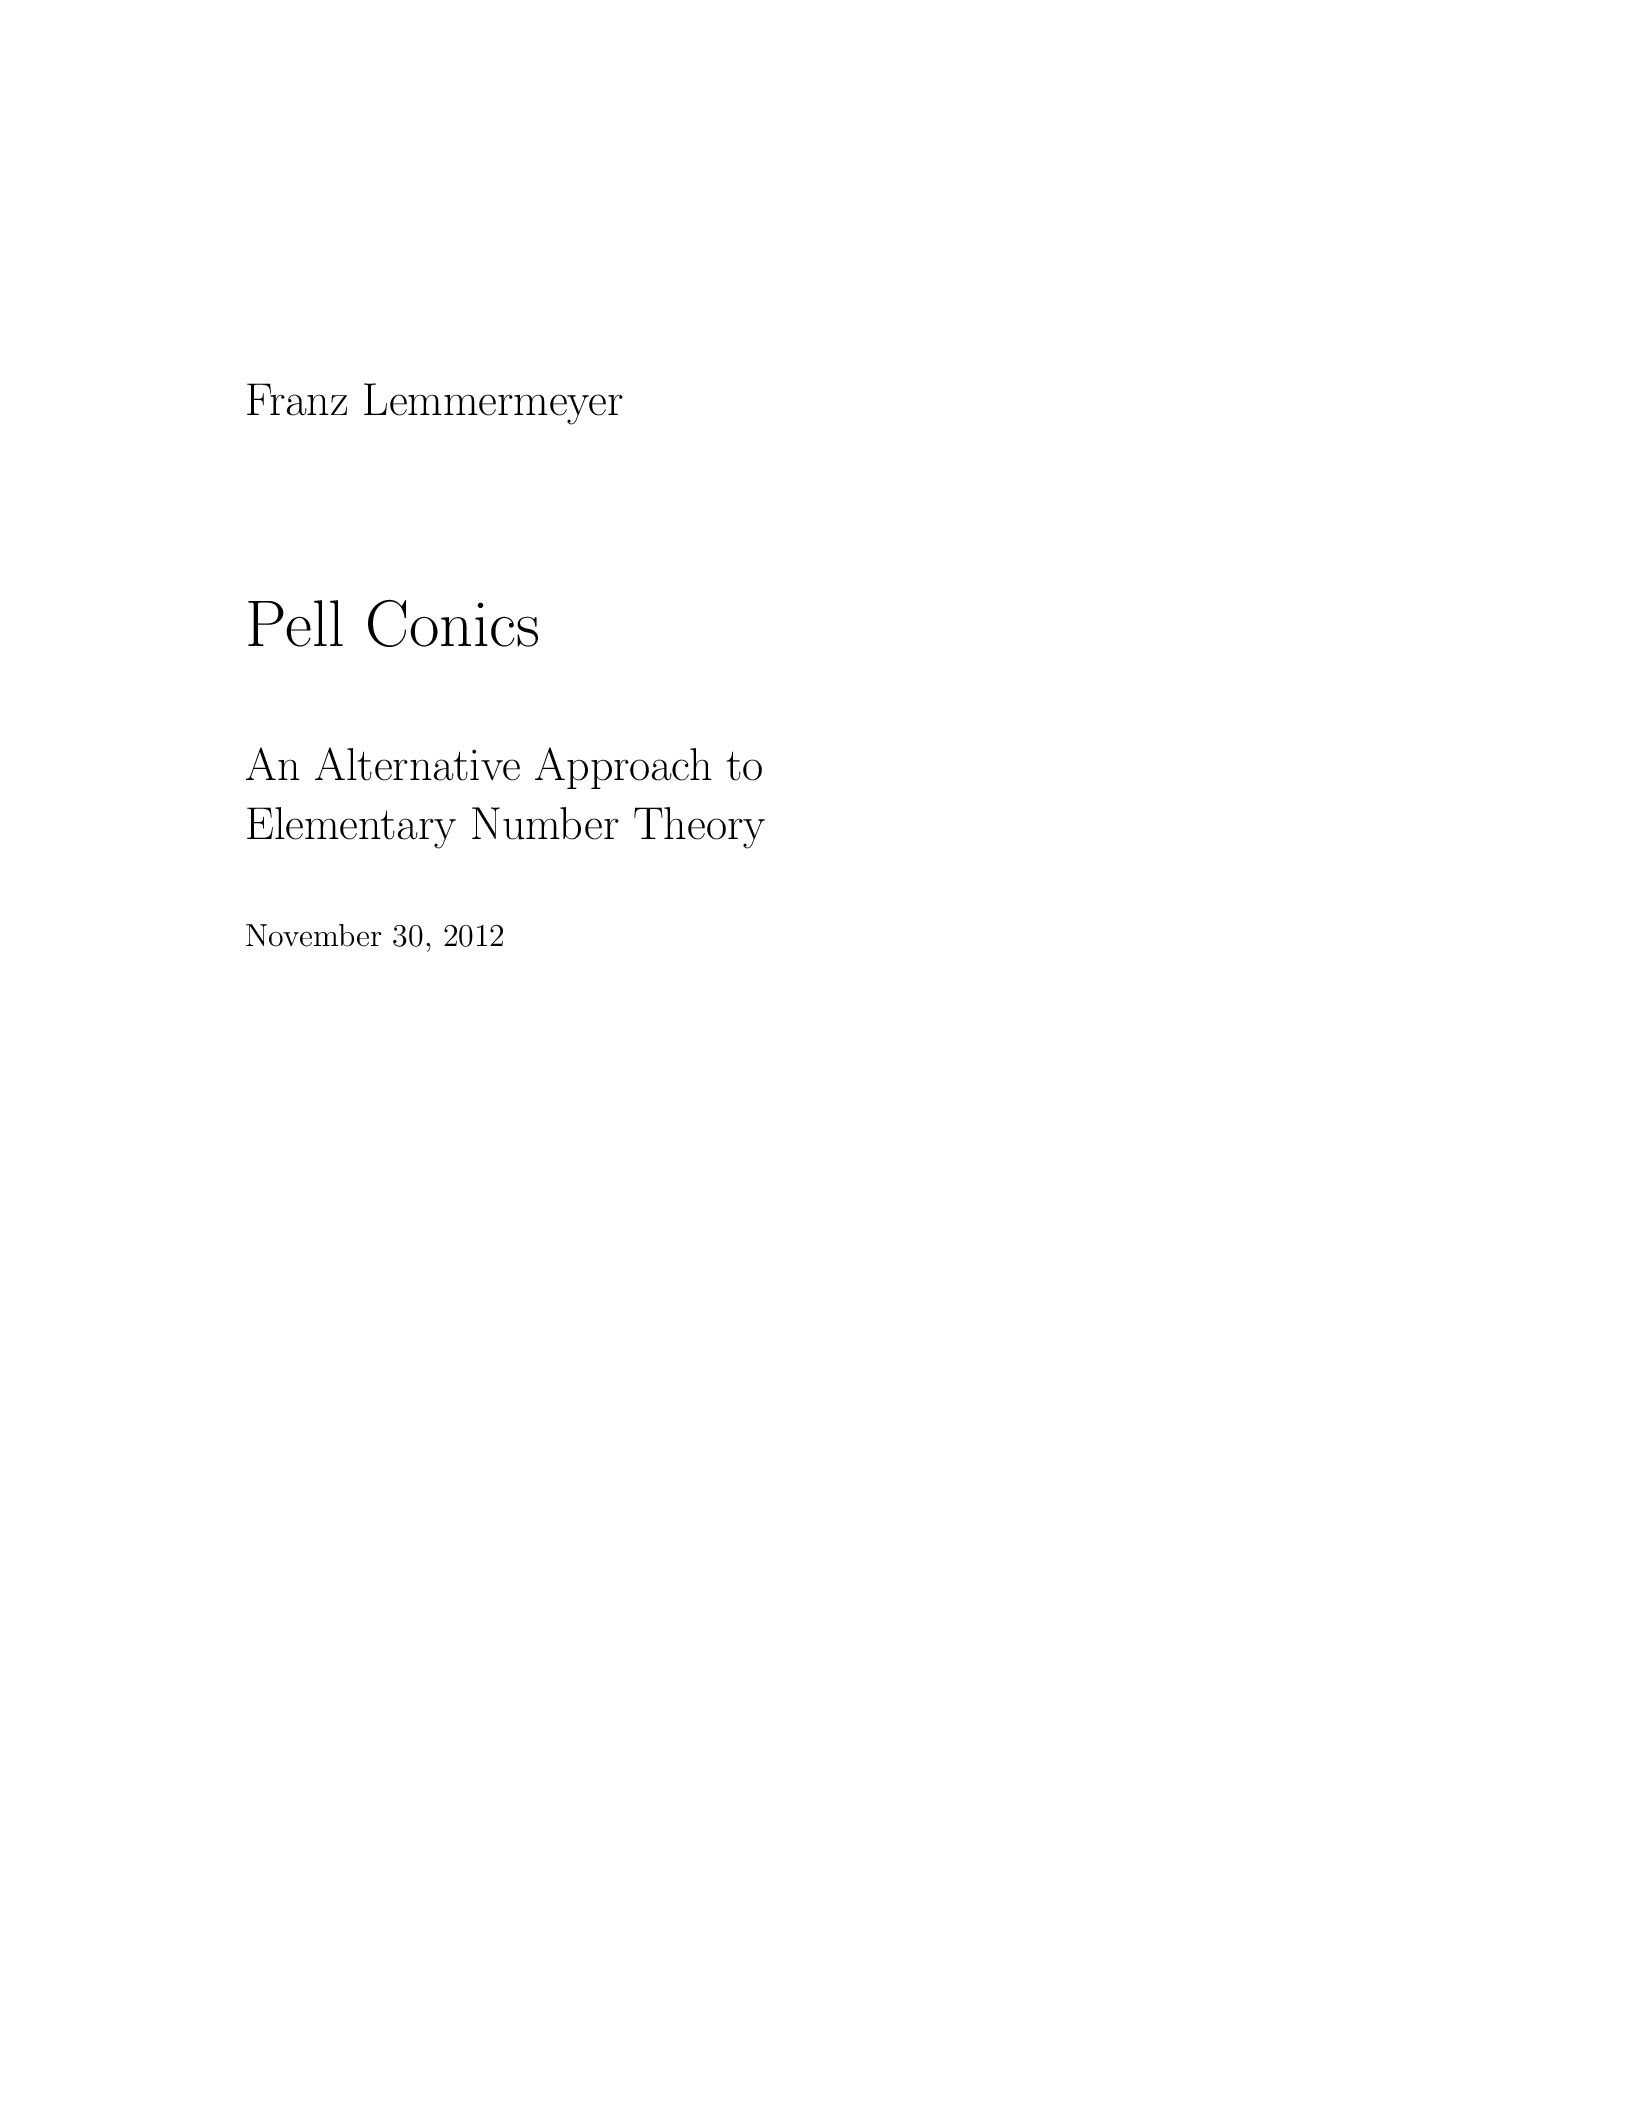 Franz Lemmermeyer
Pell Conics
An Alternative Approach to
Elementary Number Theory
November 30, 2012